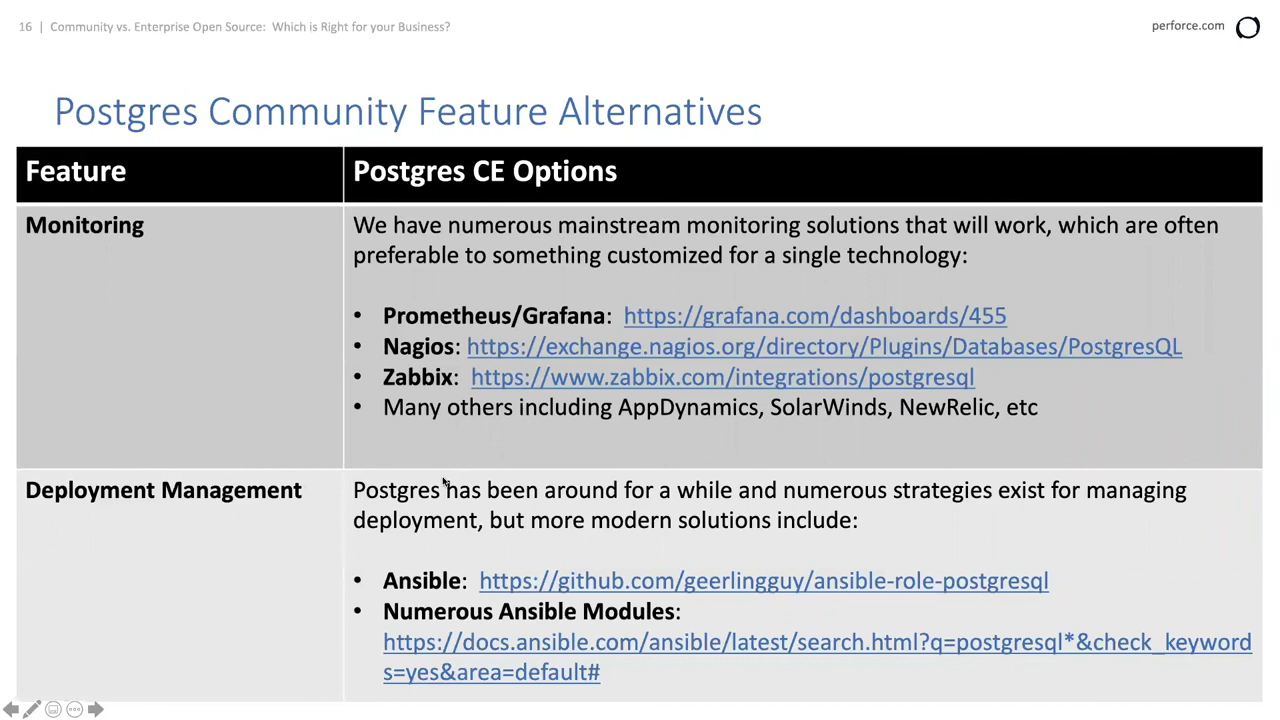 16 | Community vs. Enterprise Open Source: Which is Right for your Business?
perforce.com
Postgres Community Feature Alternatives
Feature
Postgres CE Options
Monitoring
We have numerous mainstream monitoring solutions that will work, which are often
preferable to something customized for a single technology:
• Prometheus/Grafana: https://grafana.com/dashboards/455
• Nagios: https://exchange.nagios.org/directory/Plugins/Databases/PostgresQL
• Zabbix: https://www.zabbix.com/integrations/postgresql
• Many others including AppDynamics, SolarWinds, NewRelic, etc
Deployment Management
Postgres has been around for a while and numerous strategies exist for managing
deployment, but more modern solutions include:
• Ansible: https://github.com/geerlingguy/ansible-role-postgresql
• Numerous Ansible Modules:
https://docs.ansible.com/ansible/latest/search.html?q=postgresql*&check_keyword
s=yes&area=default#